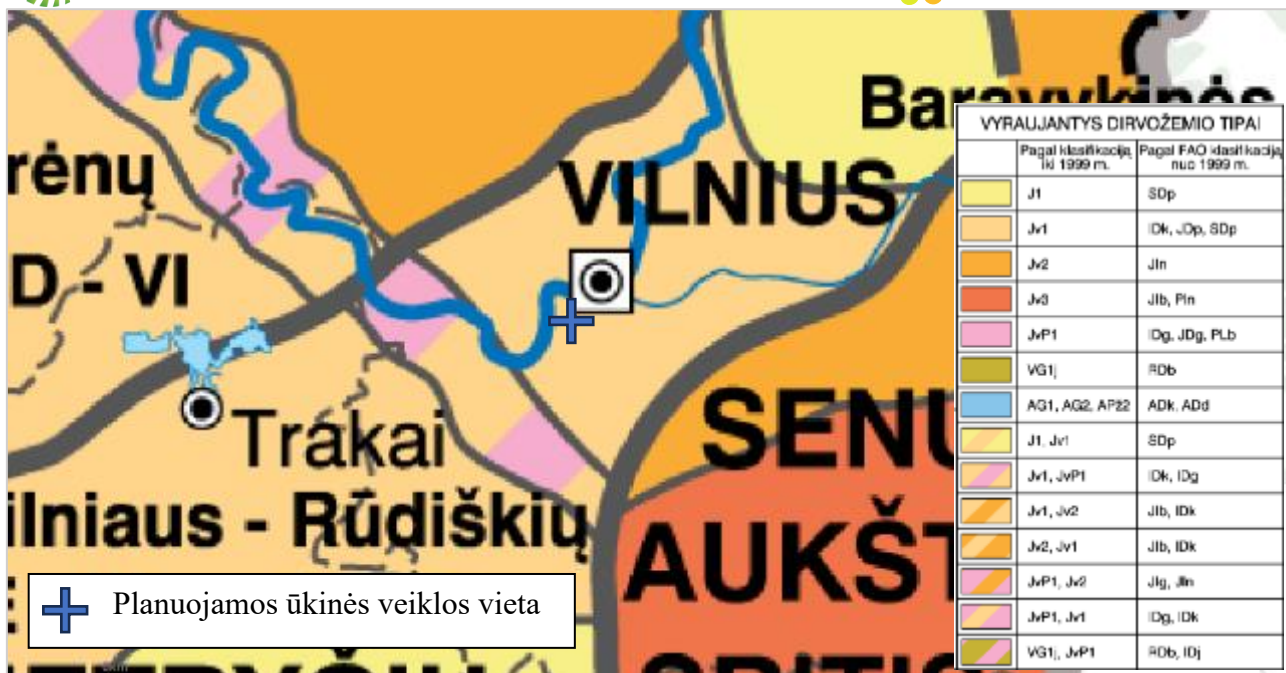 Baravykinės
VILNIUS
rėnų
D - VI
Trakai
ilniaus - Rūdiškių
SENU
AUKŠT
Planuojamos ūkinės veiklos vieta
VYRAUJANTYS DIRVOŽEMIO TIPAI
Pagal klasifikaciją iki 1999 m. Pagal FAO klasifikaciją nuo 1999 m.
J1 SDp
Jv1 IDk, JDp, SDp
Jv2 JIn
Jv3 JIb, PIn
JvP1 IDg, JDg, PLb
VG1j RDb
AG1, AG2, APž2 ADk, ADd
J1, Jv1 SDp
Jv1, JvP1 IDk, IDg
Jv1, Jv2 JIb, IDk
Jv2, Jv1 JIb, IDk
JvP1, Jv2 JIg, JIn
JvP1, Jv1 IDg, IDk
VG1j, JvP1 RDb, IDj